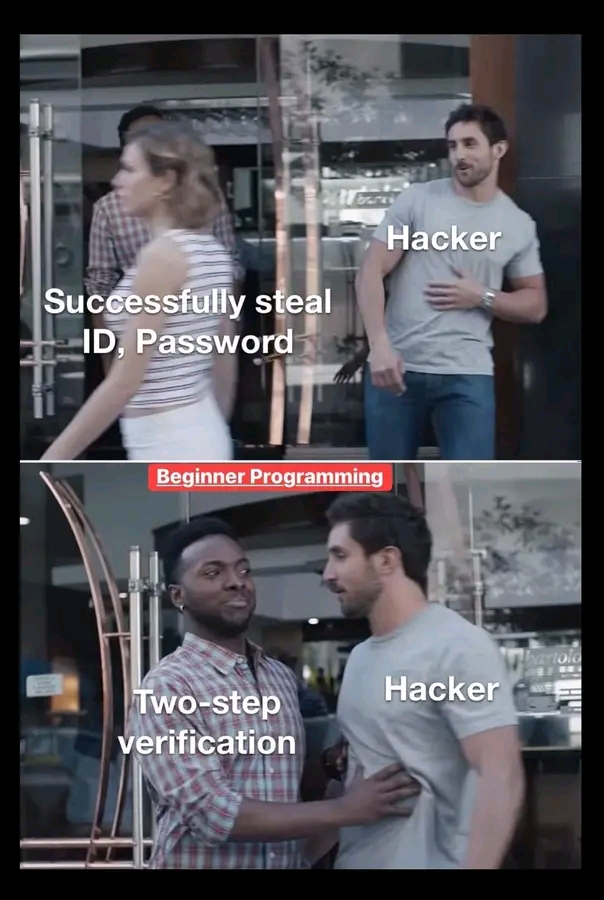 Hacker
Successfully steal
ID, Password
Beginner Programming
Two-step
verification
Hacker